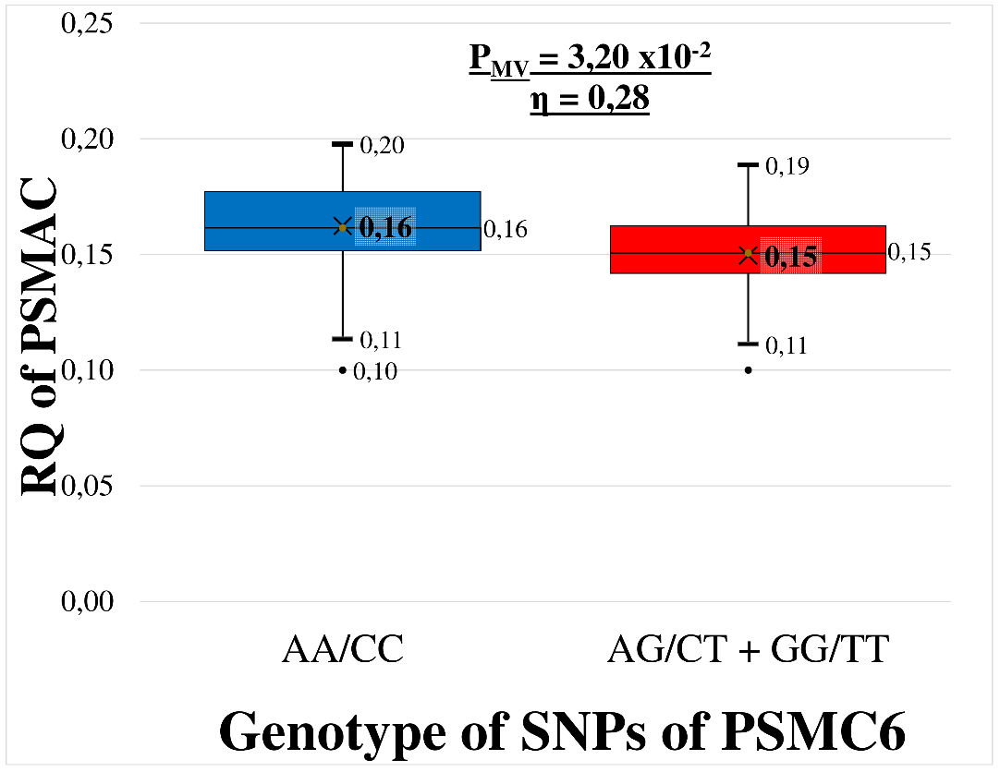 0,25
P_MV = 3,20 x10^-2
η = 0,28
0,20
0,20
0,19
0,16
0,16
0,15
0,15
0,15
0,11
0,11
0,10
0,10
0,05
0,00
RQ of PSMAC
AA/CC
AG/CT + GG/TT
Genotype of SNPs of PSMC6